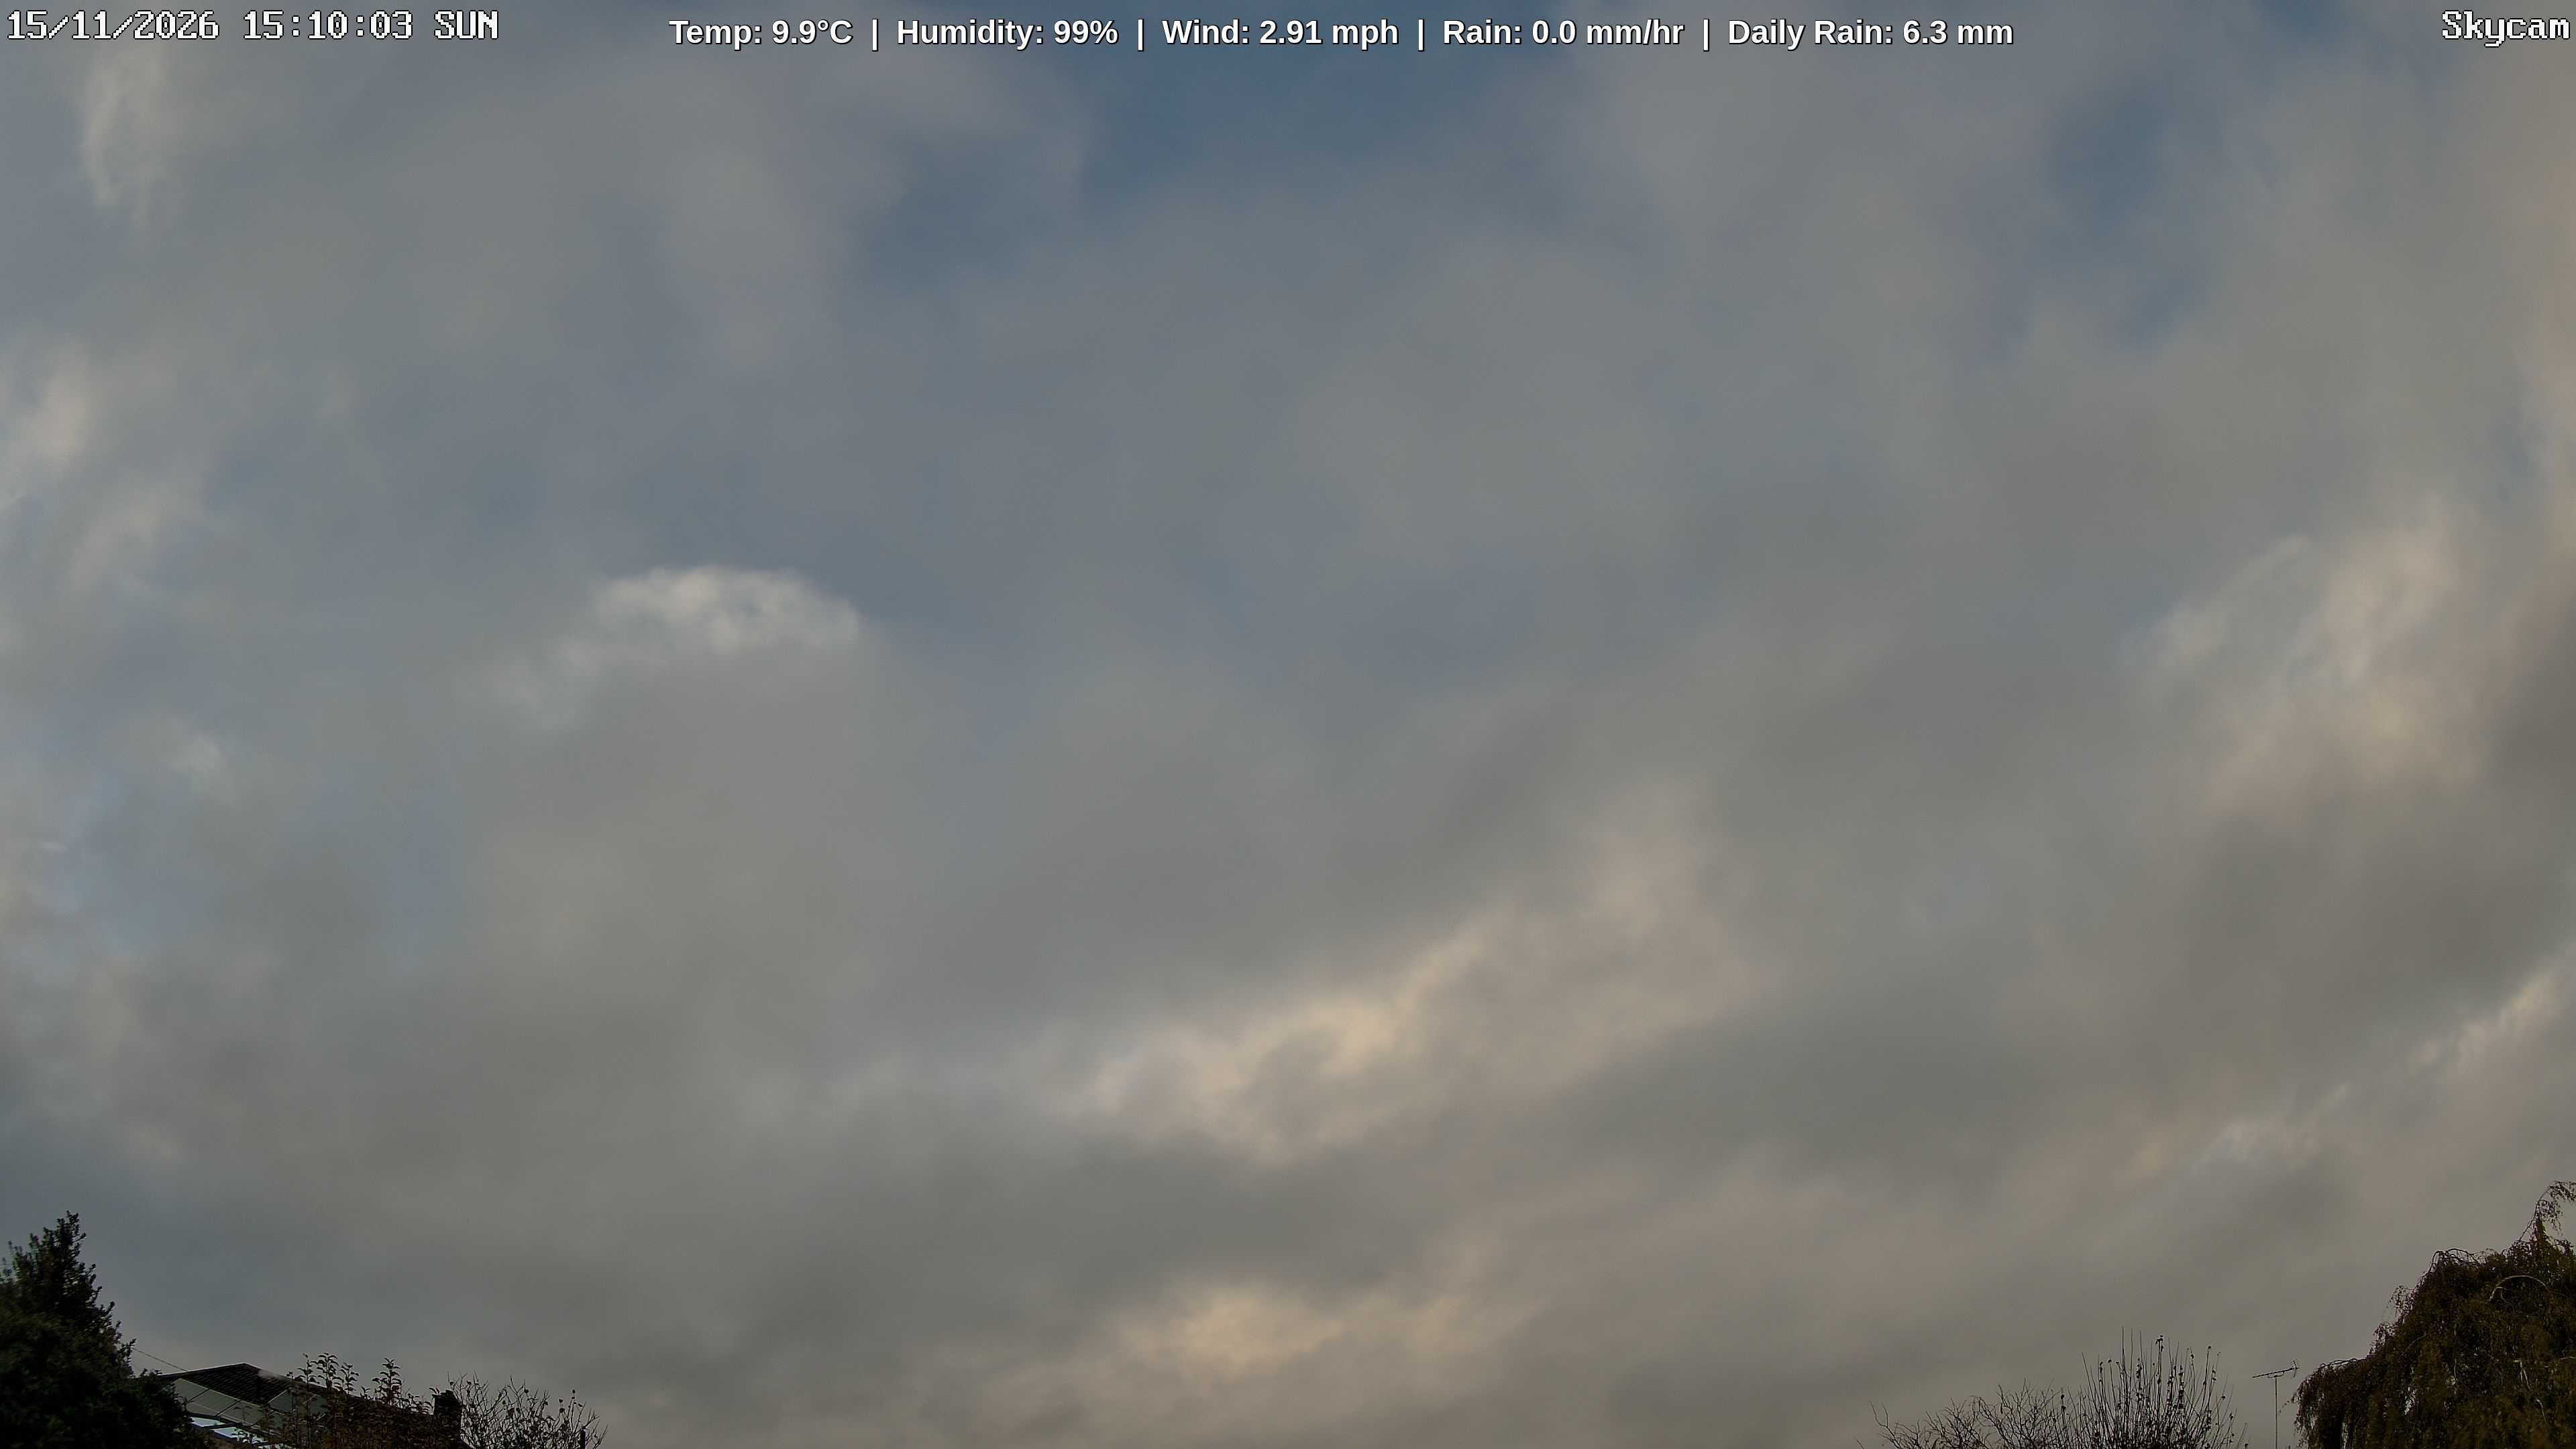 15/11/2026 15:10:03 SUN
Temp: 9.9°C | Humidity: 99% | Wind: 2.91 mph | Rain: 0.0 mm/hr | Daily Rain: 6.3 mm
Skycam